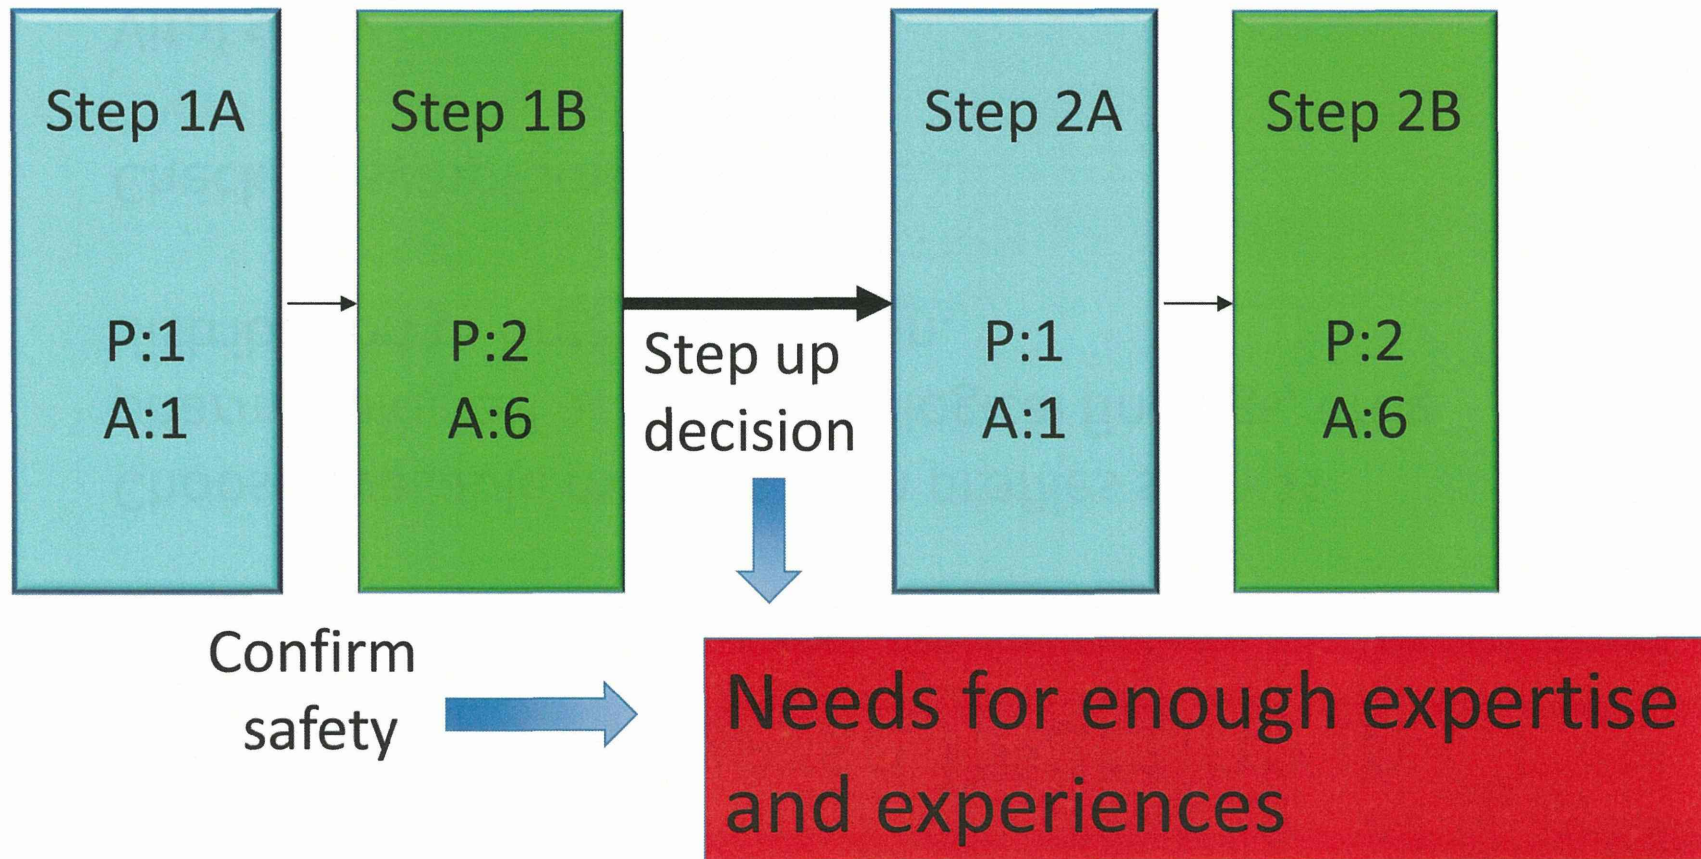 Step 1A
P:1
A:1
Step 1B
P:2
A:6
Step up
decision
Step 2A
P:1
A:1
Step 2B
P:2
A:6
Confirm
safety
Needs for enough expertise
and experiences